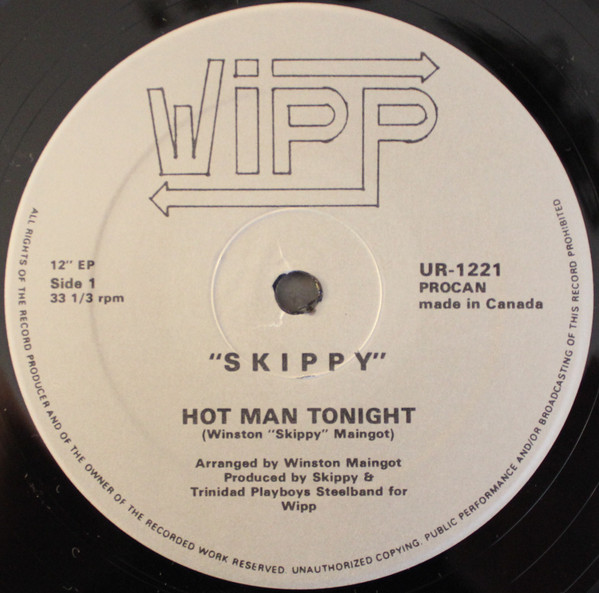 WIPP
12" EP
Side 1
33 1/3 rpm
UR-1221
PROCAN
made in Canada
"SKIPPY"
HOT MAN TONIGHT
(Winston "Skippy" Maingot)
Arranged by Winston Maingot
Produced by Skippy &
Trinidad Playboys Steelband for
Wipp
ALL RIGHTS OF THE RECORD PRODUCER AND OF THE OWNER OF THE RECORDED WORK RESERVED. UNAUTHORIZED COPYING, PUBLIC PERFORMANCE AND/OR BROADCASTING OF THIS RECORD PROHIBITED